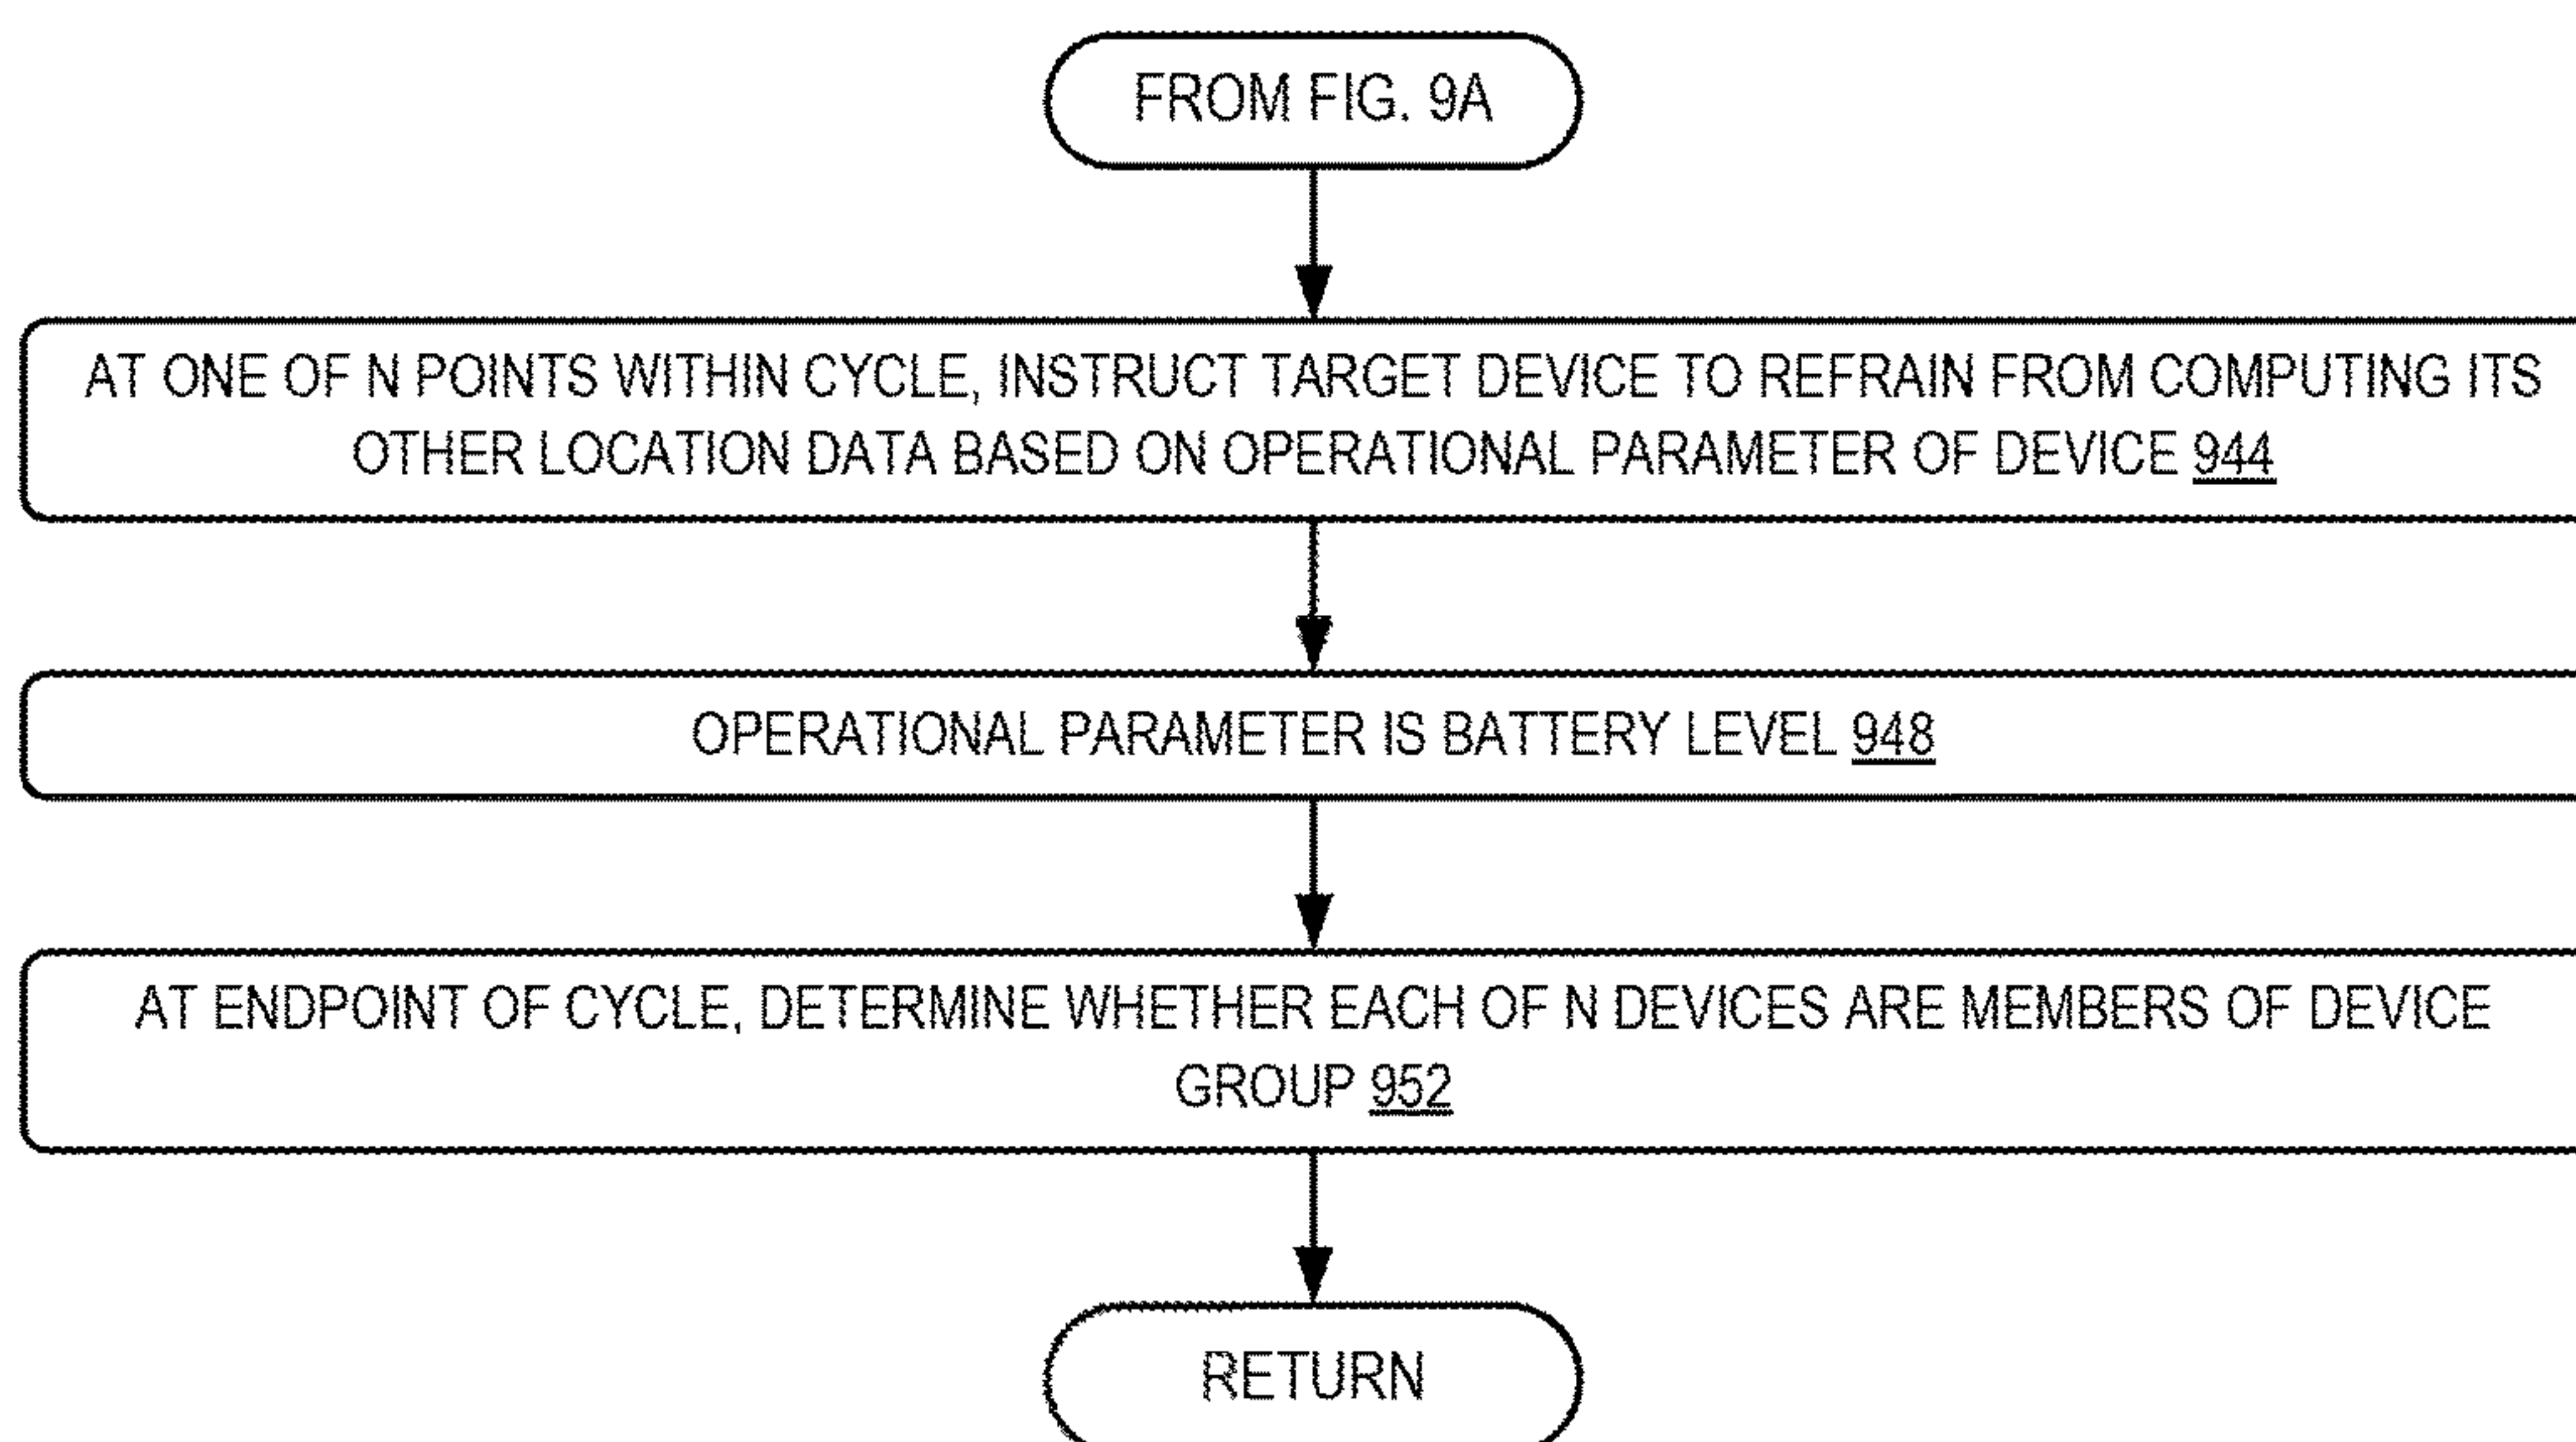 FROM FIG. 9A
AT ONE OF N POINTS WITHIN CYCLE, INSTRUCT TARGET DEVICE TO REFRAIN FROM COMPUTING ITS
OTHER LOCATION DATA BASED ON OPERATIONAL PARAMETER OF DEVICE 944
OPERATIONAL PARAMETER IS BATTERY LEVEL 948
AT ENDPOINT OF CYCLE, DETERMINE WHETHER EACH OF N DEVICES ARE MEMBERS OF DEVICE
GROUP 952
RETURN